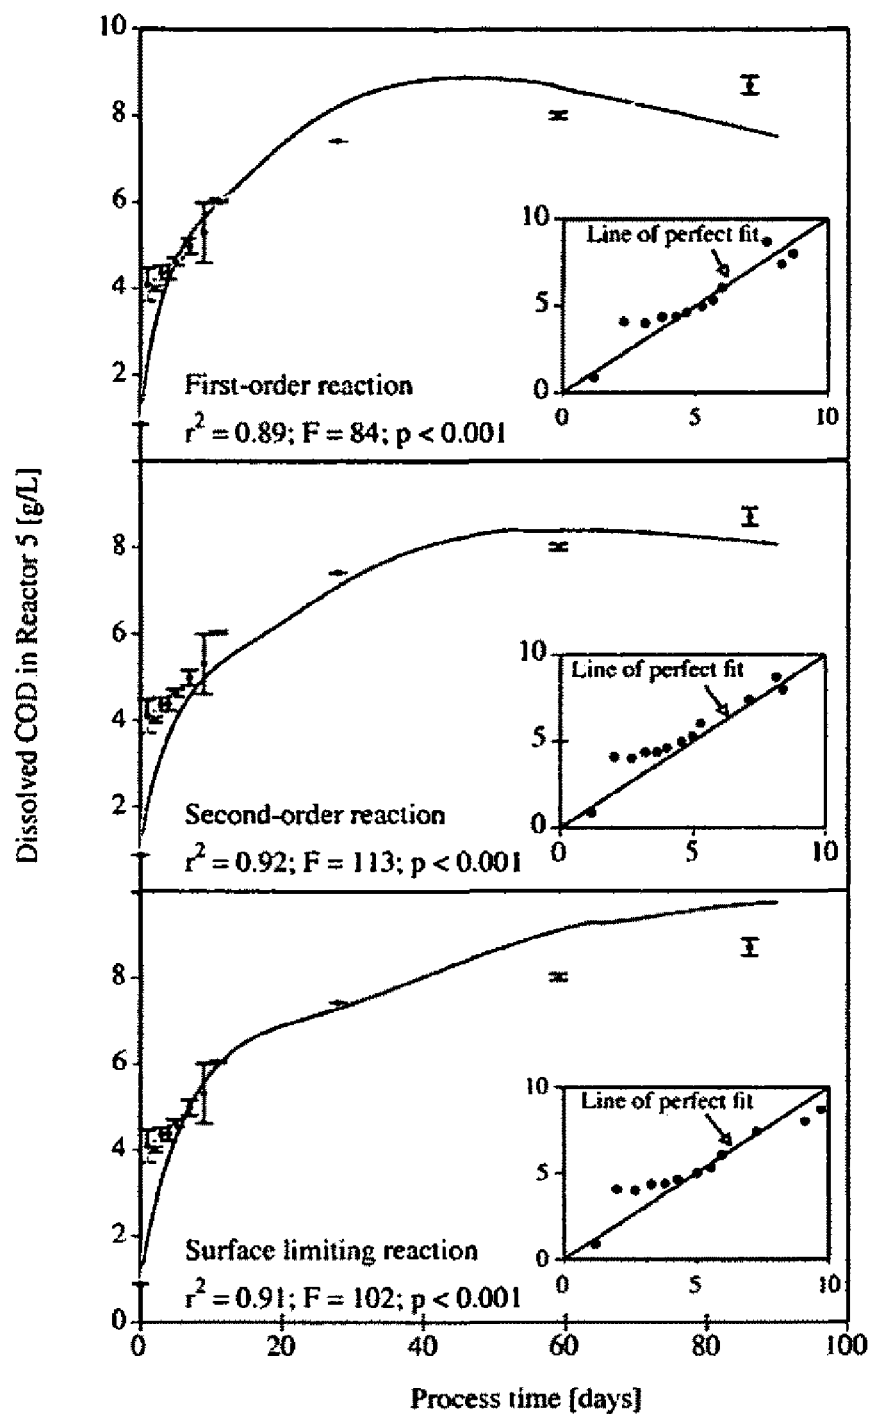 Dissolved COD in Reactor 5 [g/L]
10
8
6
4
2
First-order reaction
r² = 0.89; F = 84; p < 0.001
10
5
0
Line of perfect fit
0 5 10
8
6
4
2
Second-order reaction
r² = 0.92; F = 113; p < 0.001
10
5
0
Line of perfect fit
0 5 10
8
6
4
2
0
Surface limiting reaction
r² = 0.91; F = 102; p < 0.001
10
5
0
Line of perfect fit
0 5 10
0 20 40 60 80 100
Process time [days]